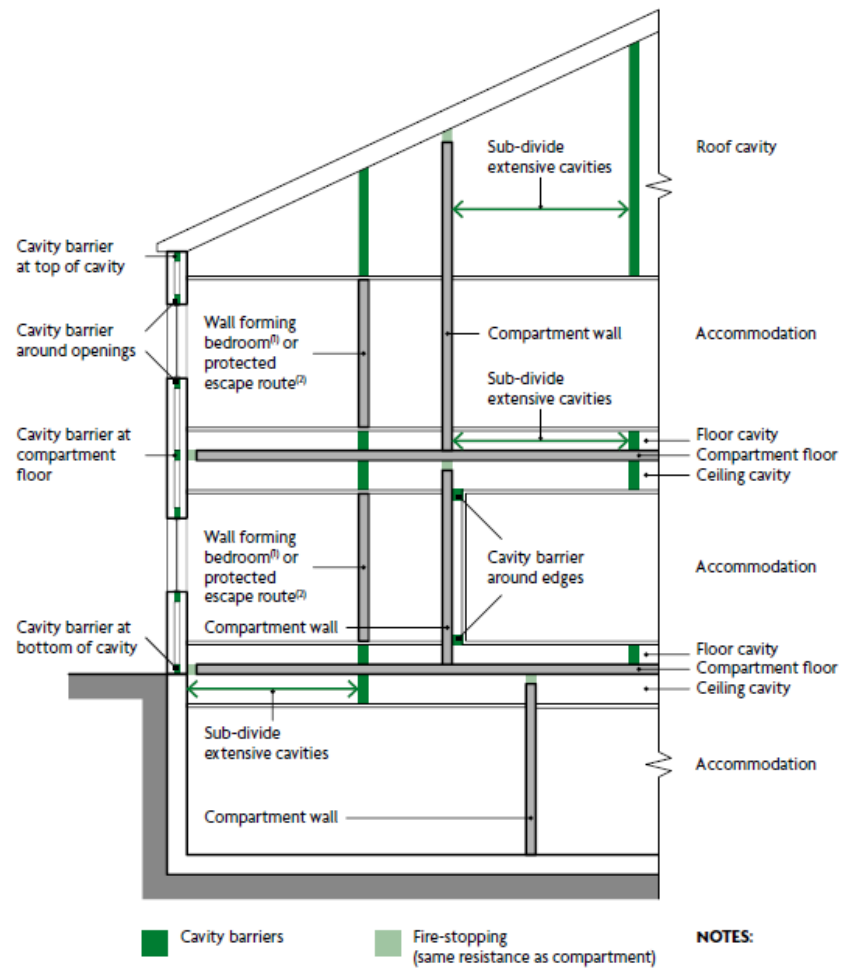 Roof cavity
Sub-divide
extensive cavities
Cavity barrier
at top of cavity
Cavity barrier
around openings
Wall forming
bedroom⁽¹⁾ or
protected
escape route⁽²⁾
Compartment wall
Accommodation
Sub-divide
extensive cavities
Cavity barrier at
compartment
floor
Floor cavity
Compartment floor
Ceiling cavity
Wall forming
bedroom⁽¹⁾ or
protected
escape route⁽²⁾
Cavity barrier
around edges
Accommodation
Cavity barrier at
bottom of cavity
Compartment wall
Floor cavity
Compartment floor
Ceiling cavity
Sub-divide
extensive cavities
Accommodation
Compartment wall
Cavity barriers
Fire-stopping
(same resistance as compartment)
NOTES: